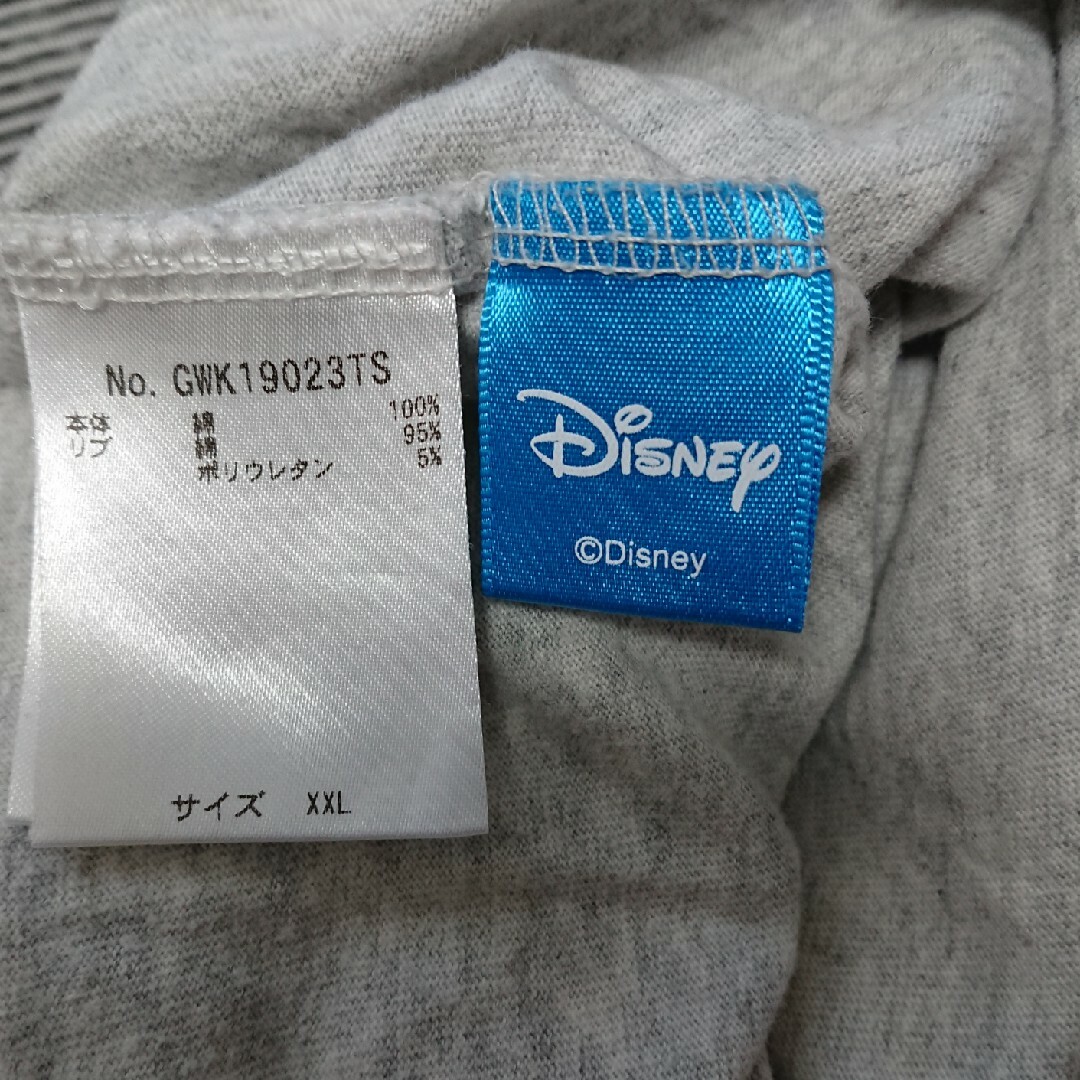 No. GWK19023TS
本体 綿 100%
リブ 綿 95%
ポリウレタン 5%
サイズ XXL
Disney
©Disney